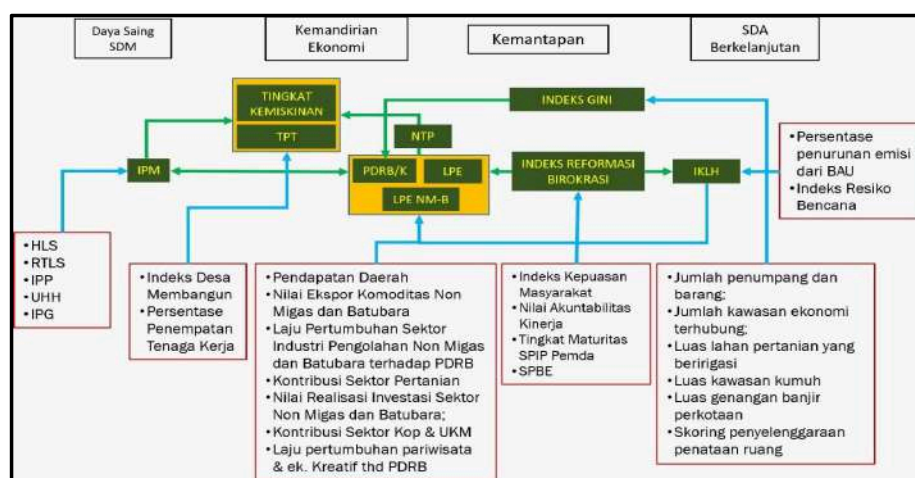 Daya Saing
SDM
Kemandirian
Ekonomi
Kemantapan
SDA
Berkelanjutan
TINGKAT
KEMISKINAN
TPT
INDEKS GINI
NTP
IPM
PDRB/K
LPE
LPE NM-B
INDEKS REFORMASI
BIROKRASI
IKLH
•Persentase
penurunan emisi
dari BAU
•Indeks Resiko
Bencana
•HLS
•RTLS
•IPP
•UHH
•IPG
•Indeks Desa
Membangun
•Persentase
Penempatan
Tenaga Kerja
•Pendapatan Daerah
•Nilai Ekspor Komoditas Non
Migas dan Batubara
•Laju Pertumbuhan Sektor
Industri Pengolahan Non Migas
dan Batubara terhadap PDRB
•Kontribusi Sektor Pertanian
•Nilai Realisasi Investasi Sektor
Non Migas dan Batubara;
•Kontribusi Sektor Kop & UKM
•Laju pertumbuhan pariwisata
& ek. Kreatif thd PDRB
•Indeks Kepuasan
Masyarakat
•Nilai Akuntabilitas
Kinerja
•Tingkat Maturitas
SPIP Pemda
•SPBE
•Jumlah penumpang dan
barang;
•Jumlah kawasan ekonomi
terhubung;
•Luas lahan pertanian yang
beririgasi
•Luas kawasan kumuh
•Luas genangan banjir
perkotaan
•Skoring penyelenggaraan
penataan ruang